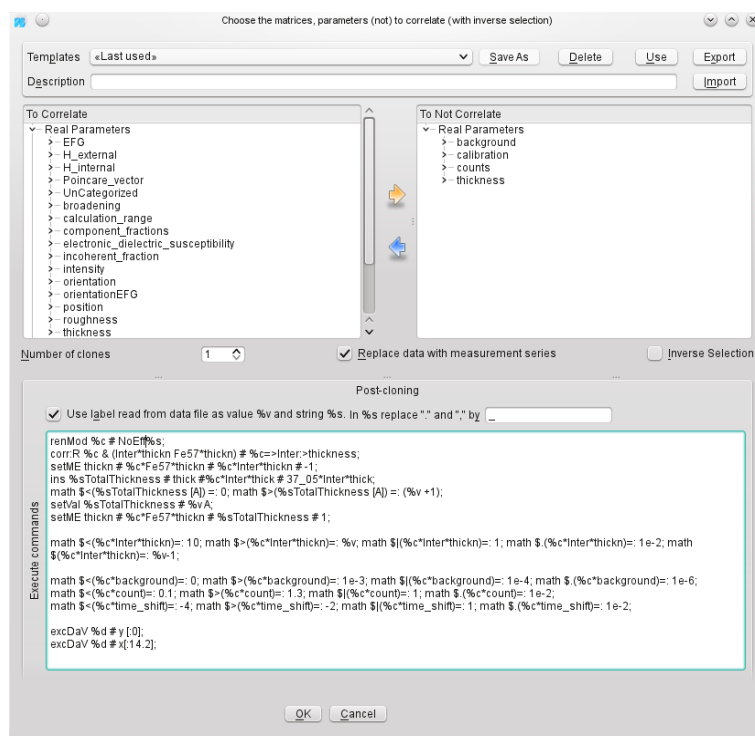 Choose the matrices, parameters (not) to correlate (with inverse selection)
Templates «Last used» Save As Delete Use Export
Description Import
To Correlate
Real Parameters
EFG
H_external
H_internal
Poincare_vector
UnCategorized
broadening
calculation_range
component_fractions
electronic_dielectric_susceptibility
incoherent_fraction
intensity
orientation
orientationEFG
position
roughness
thickness
To Not Correlate
Real Parameters
background
calibration
counts
thickness
Number of clones 1 Replace data with measurement series Inverse Selection
Post-cloning
Use label read from data file as value %v and string %s. In %s replace "." and "," by _
Execute commands
renMod %c # NoEff%s;
corr:R %c & (Inter*thickn Fe57*thickn) # %c=>Inter:>thickness;
setME thickn # %c*Fe57*thickn # %c*Inter*thickn # -1;
ins %sTotalThickness # thick #%c*Inter*thick # 37_05*Inter*thick;
math $<(%sTotalThickness [A]) =: 0; math $>(%sTotalThickness [A]) =: (%v +1);
setVal %sTotalThickness # %v A;
setME thickn # %c*Fe57*thickn # %sTotalThickness # 1;
math $<(%c*Inter*thickn)=: 10; math $>(%c*Inter*thickn)=: %v; math $|(%c*Inter*thickn)=: 1; math $.(%c*Inter*thickn)=: 1e-2; math
$(%c*Inter*thickn)=: %v-1;
math $<(%c*background)=: 0; math $>(%c*background)=: 1e-3; math $|(%c*background)=: 1e-4; math $.(%c*background)=: 1e-6;
math $<(%c*count)=: 0.1; math $>(%c*count)=: 1.3; math $|(%c*count)=: 1; math $.(%c*count)=: 1e-2;
math $<(%c*time_shift)=: -4; math $>(%c*time_shift)=: -2; math $|(%c*time_shift)=: 1; math $.(%c*time_shift)=: 1e-2;
excDaV %d # y [:0];
excDaV %d # x[:14.2];
OK Cancel